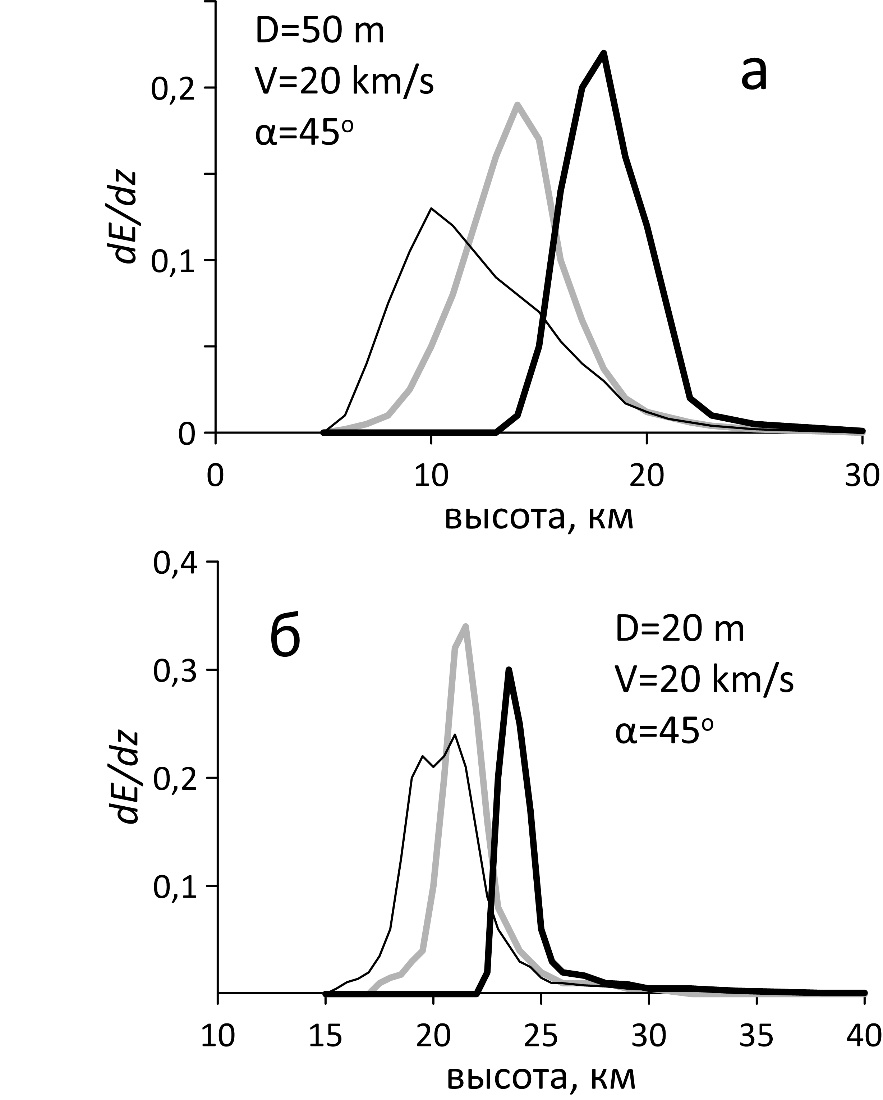 D=50 m
V=20 km/s
α=45º
а
0,2
0,1
0
dE/dz
0 10 20 30
высота, км
0,4
0,3
0,2
0,1
dE/dz
б
D=20 m
V=20 km/s
α=45º
10 15 20 25 30 35 40
высота, км